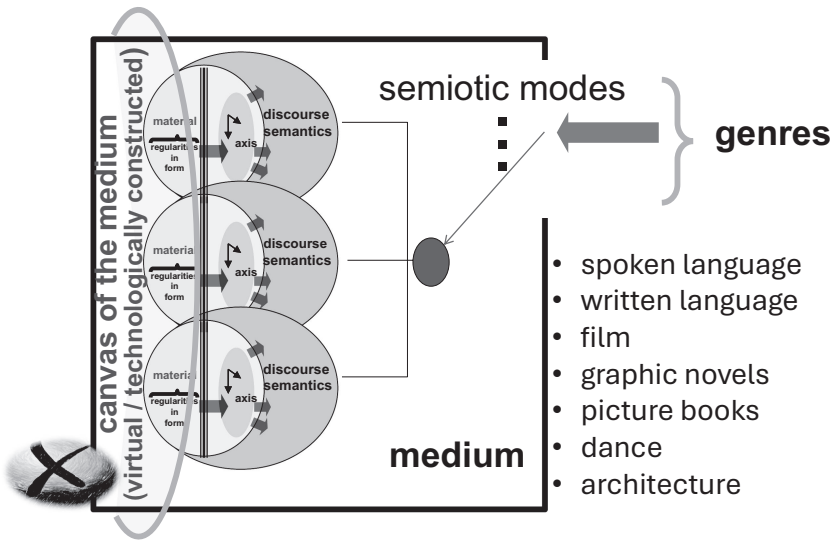 canvas of the medium
(virtual / technologically constructed)
material
regularities
in
form
axis
discourse
semantics
material
regularities
in
form
axis
discourse
semantics
material
regularities
in
form
axis
discourse
semantics
semiotic modes
genres
medium
• spoken language
• written language
• film
• graphic novels
• picture books
• dance
• architecture